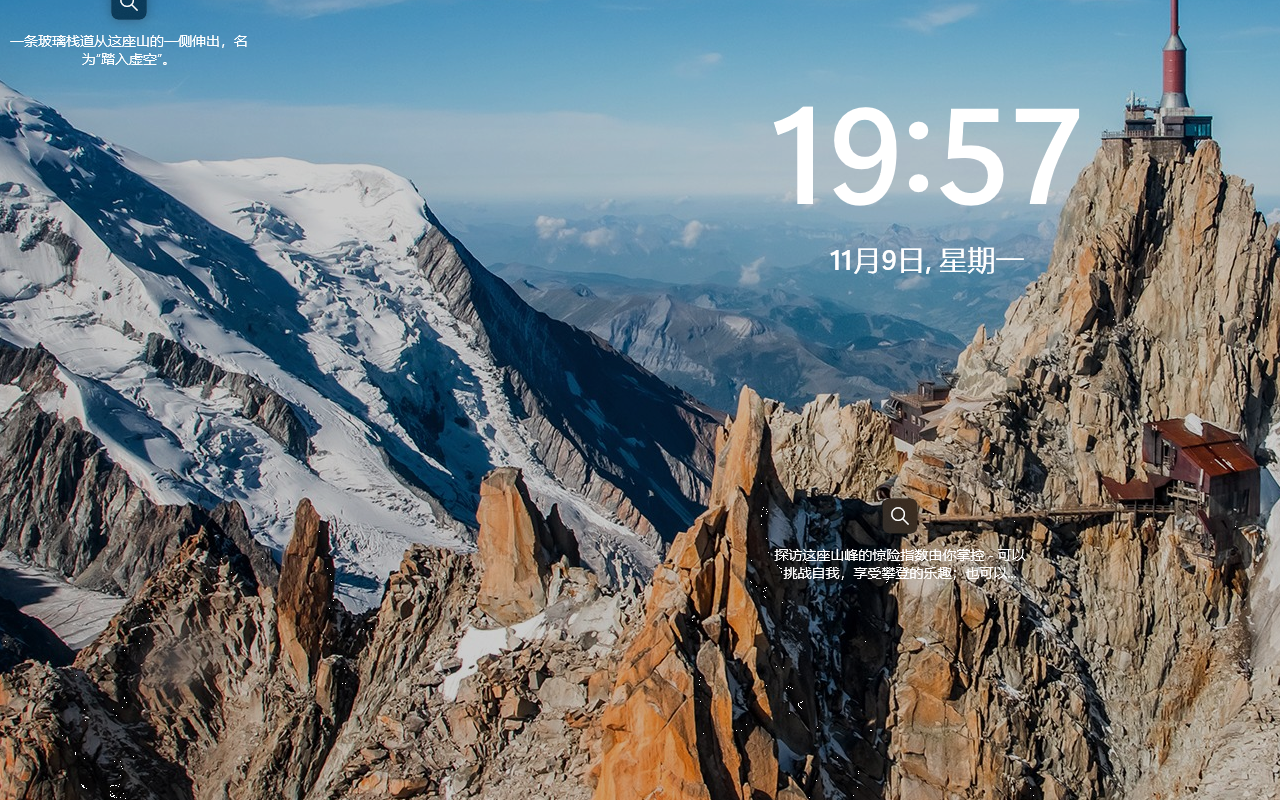 一条玻璃栈道从这座山的一侧伸出，名
为“踏入虚空”。
19:57
11月9日, 星期一
探访这座山峰的惊险指数由你掌控 - 可以
挑战自我，享受攀登的乐趣；也可以...